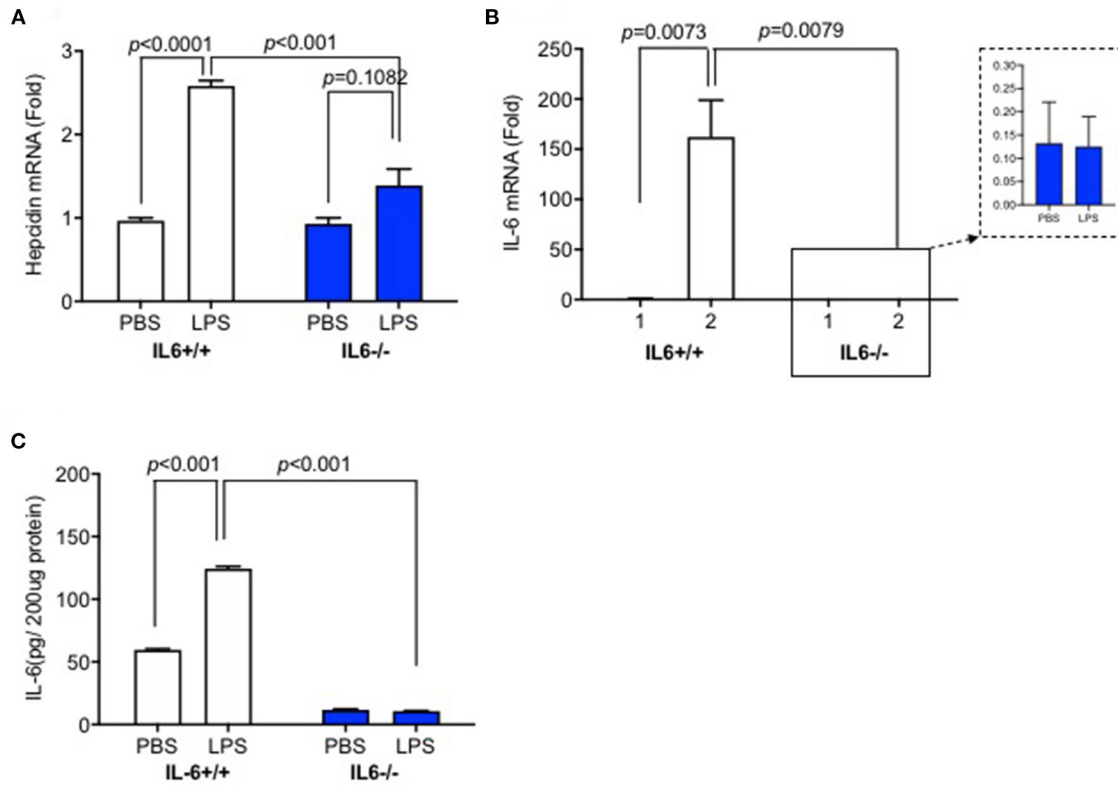 A
p<0.0001
p<0.001
p=0.1082
Hepcidin mRNA (Fold)
3
2
1
0
PBS LPS PBS LPS
IL6+/+ IL6-/-
B
p=0.0073
p=0.0079
IL-6 mRNA (Fold)
250
200
150
100
50
0
1 2 1 2
IL6+/+ IL6-/-
0.30
0.25
0.20
0.15
0.10
0.05
0.00
PBS LPS
C
p<0.001 p<0.001
IL-6(pg/ 200ug protein)
200
150
100
50
0
PBS LPS PBS LPS
IL-6+/+ IL6-/-